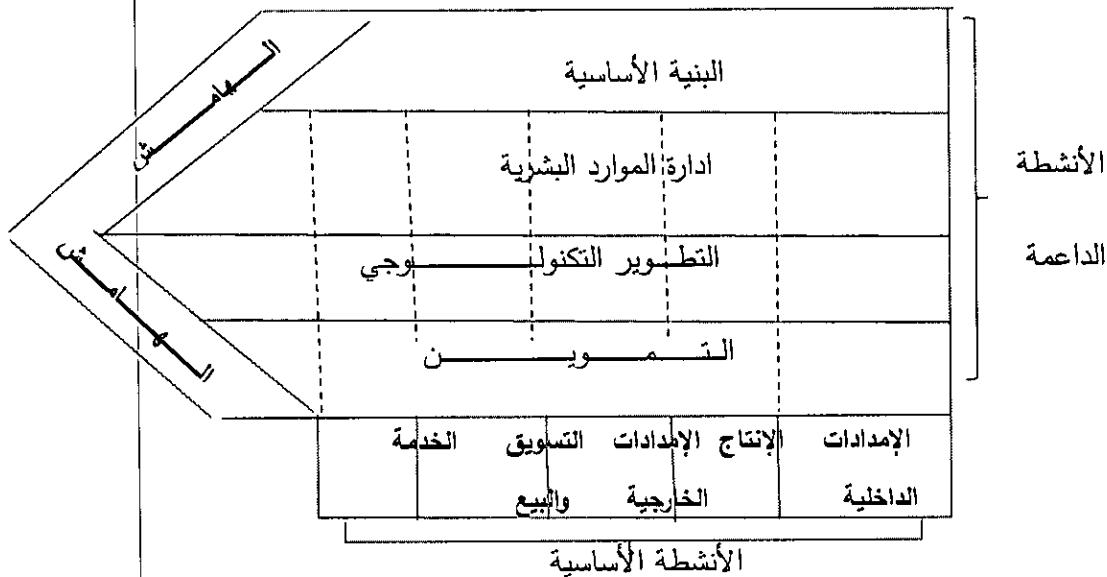 الهامش
البنية الأساسية
ادارة الموارد البشرية
الأنشطة
التطوير التكنولوجي
الداعمة
الهامش
التموين
الإمدادات الإنتاج الإمدادات التسويق الخدمة
الداخلية الخارجية والبيع
الأنشطة الأساسية